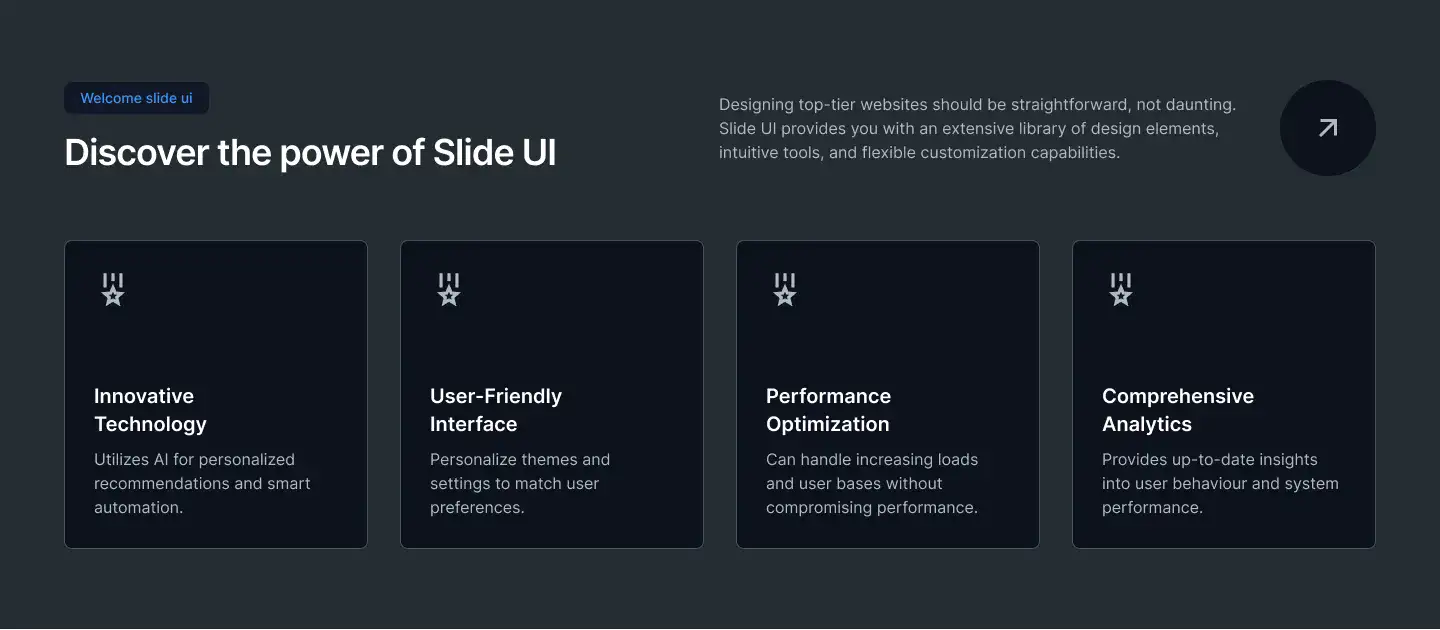 Welcome slide ui
Discover the power of Slide UI
Designing top-tier websites should be straightforward, not daunting.
Slide UI provides you with an extensive library of design elements,
intuitive tools, and flexible customization capabilities.
Innovative
Technology
Utilizes AI for personalized
recommendations and smart
automation.
User-Friendly
Interface
Personalize themes and
settings to match user
preferences.
Performance
Optimization
Can handle increasing loads
and user bases without
compromising performance.
Comprehensive
Analytics
Provides up-to-date insights
into user behaviour and system
performance.